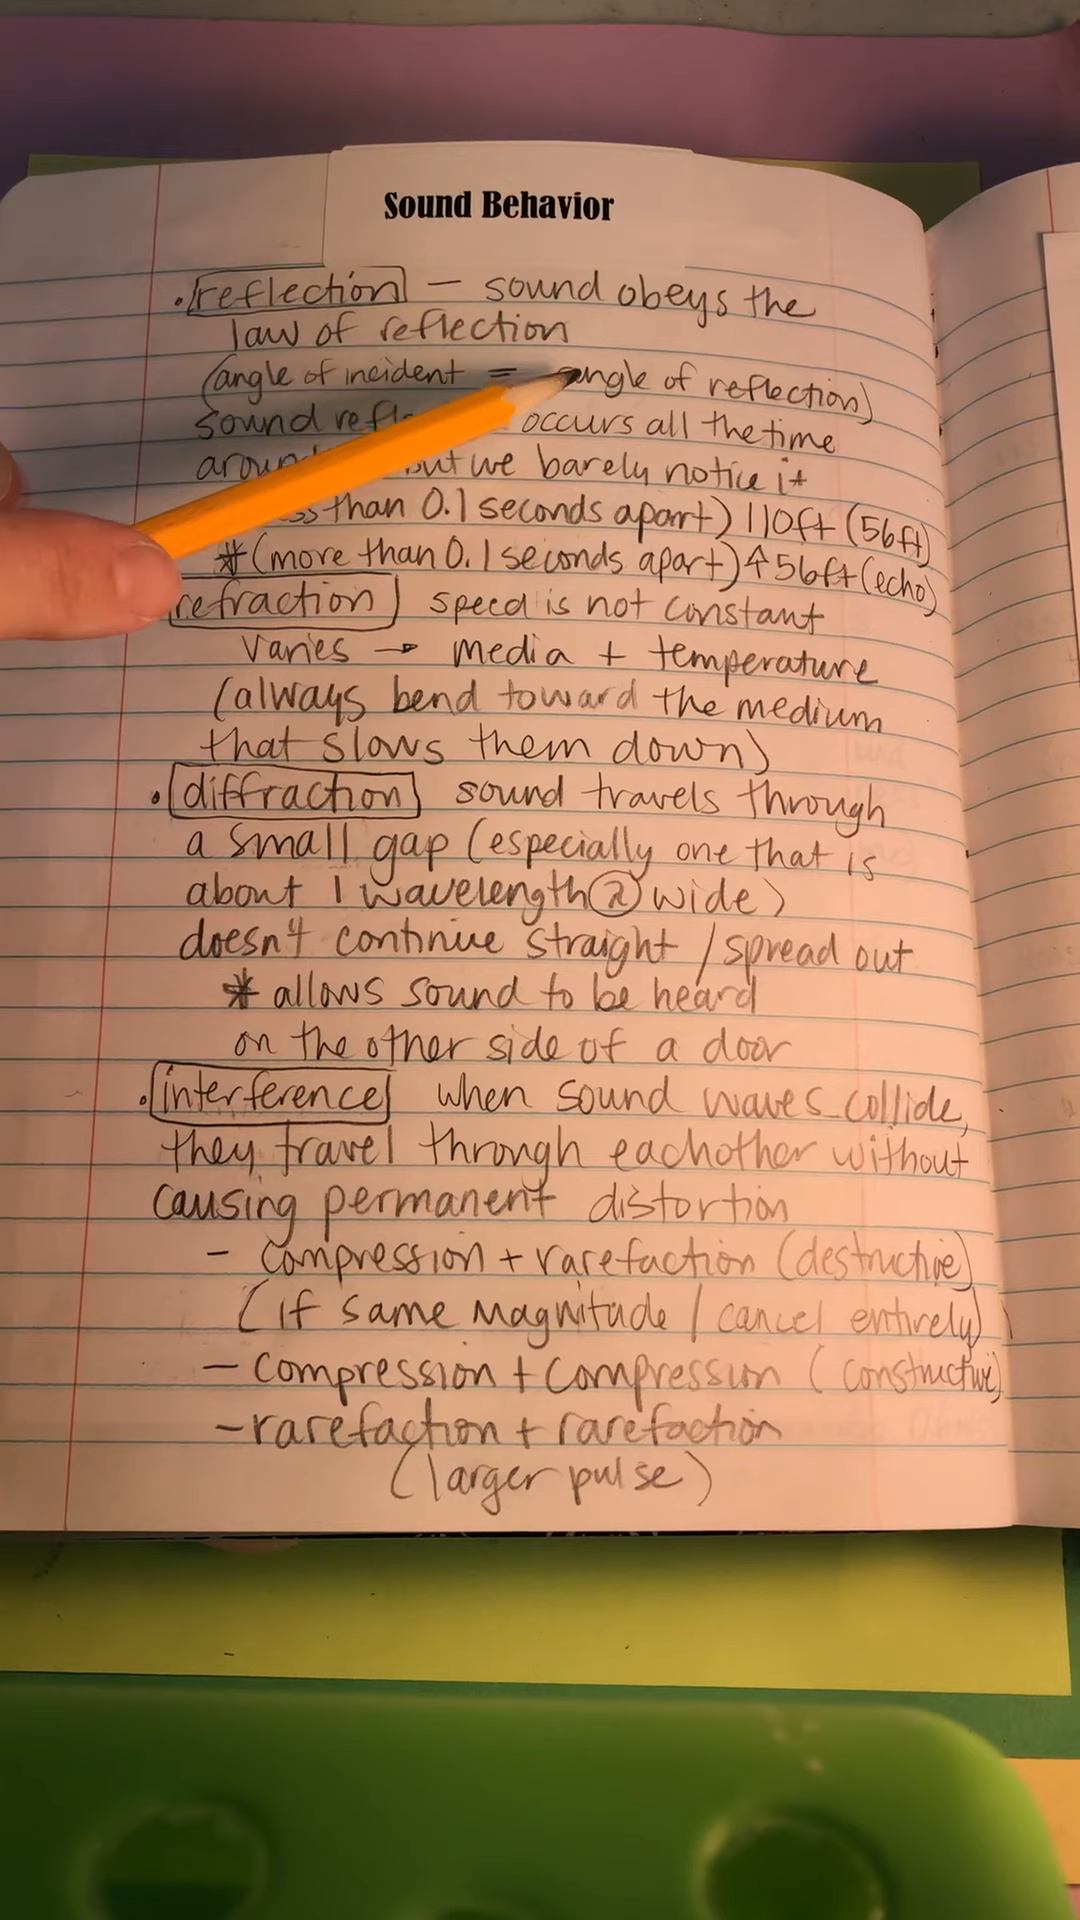 Sound Behavior
• reflection – sound obeys the
law of reflection
(angle of incident = angle of reflection)
sound occurs all the time
but we barely notice it
than 0.1 seconds apart) 110ft (56ft)
* (more than 0.1 seconds apart) ↑ 56ft (echo)
refraction speed is not constant
varies → media + temperature
(always bend toward the medium
that slows them down)
• diffraction sound travels through
a small gap (especially one that is
about 1 wavelength wide)
doesn't continue straight / spread out
* allows sound to be heard
on the other side of a door
• interference when sound waves collide,
they travel through eachother without
causing permanent distortion
- compression + rarefaction (destructive)
(if same magnitude / cancel entirely)
- compression + compression (constructive)
- rarefaction + rarefaction
(larger pulse)